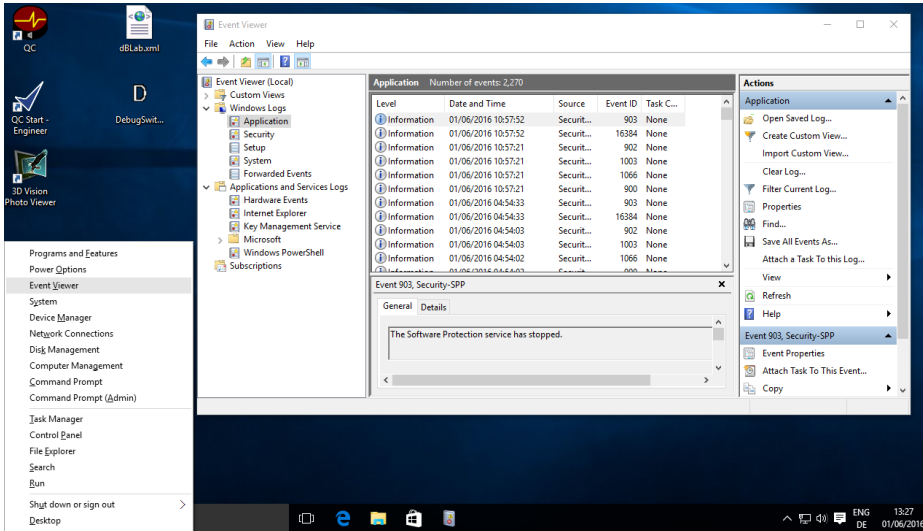 QC
dBLab.xml
QC Start -
Engineer
DebugSwit...
3D Vision
Photo Viewer
Event Viewer
File Action View Help
Event Viewer (Local)
Custom Views
Windows Logs
Application
Security
Setup
System
Forwarded Events
Applications and Services Logs
Hardware Events
Internet Explorer
Key Management Service
Microsoft
Windows PowerShell
Subscriptions
Application Number of events: 2,270
Level Date and Time Source Event ID Task C...
Information 01/06/2016 10:57:52 Securit... 903 None
Information 01/06/2016 10:57:52 Securit... 16384 None
Information 01/06/2016 10:57:21 Securit... 902 None
Information 01/06/2016 10:57:21 Securit... 1003 None
Information 01/06/2016 10:57:21 Securit... 1066 None
Information 01/06/2016 10:57:21 Securit... 900 None
Information 01/06/2016 04:54:33 Securit... 903 None
Information 01/06/2016 04:54:33 Securit... 16384 None
Information 01/06/2016 04:54:03 Securit... 902 None
Information 01/06/2016 04:54:03 Securit... 1003 None
Information 01/06/2016 04:54:02 Securit... 1066 None
Event 903, Security-SPP
General Details
The Software Protection service has stopped.
Actions
Application
Open Saved Log...
Create Custom View...
Import Custom View...
Clear Log...
Filter Current Log...
Properties
Find...
Save All Events As...
Attach a Task To this Log...
View
Refresh
Help
Event 903, Security-SPP
Event Properties
Attach Task To This Event...
Copy
Programs and Features
Power Options
Event Viewer
System
Device Manager
Network Connections
Disk Management
Computer Management
Command Prompt
Command Prompt (Admin)
Task Manager
Control Panel
File Explorer
Search
Run
Shut down or sign out
Desktop
ENG
DE
13:27
01/06/2016